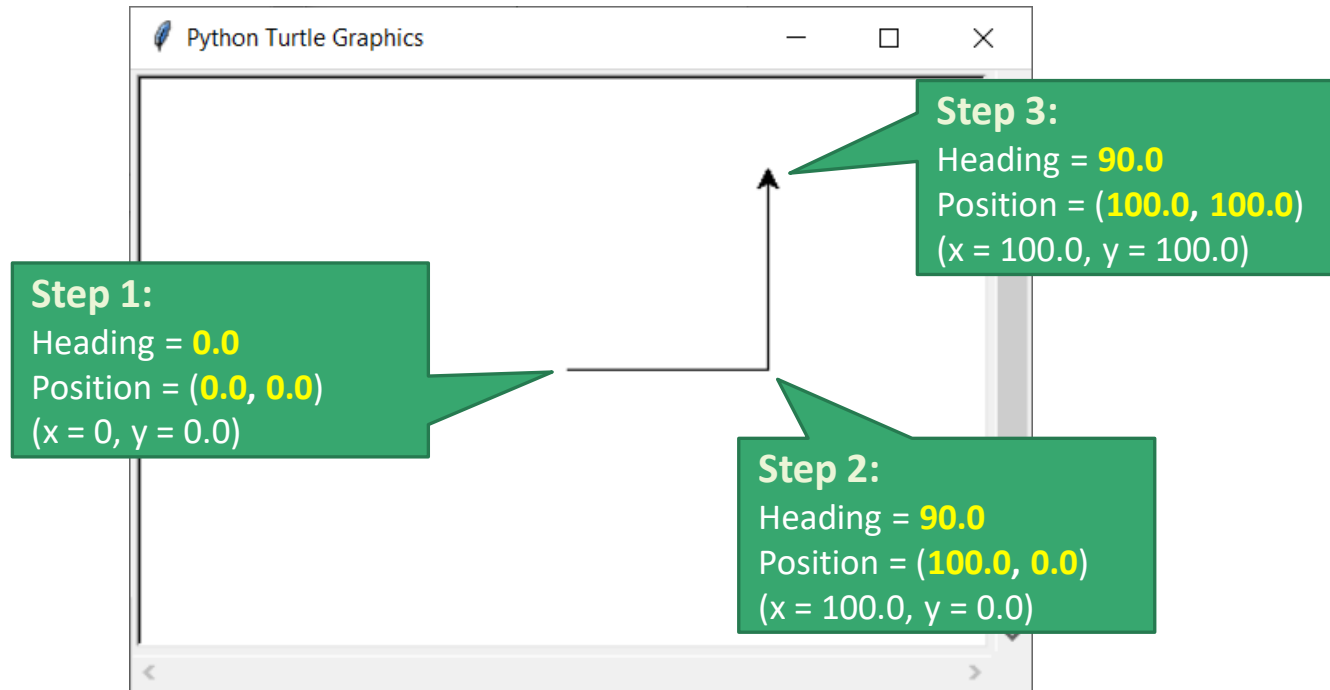 Python Turtle Graphics
Step 3:
Heading = 90.0
Position = (100.0, 100.0)
(x = 100.0, y = 100.0)
Step 1:
Heading = 0.0
Position = (0.0, 0.0)
(x = 0, y = 0.0)
Step 2:
Heading = 90.0
Position = (100.0, 0.0)
(x = 100.0, y = 0.0)